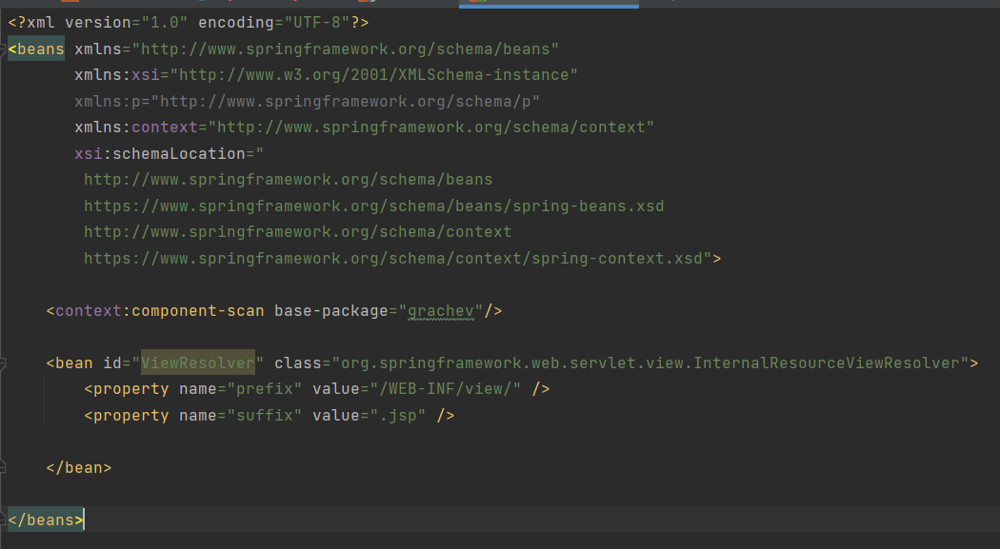 <?xml version="1.0" encoding="UTF-8"?>
<beans xmlns="http://www.springframework.org/schema/beans"
xmlns:xsi="http://www.w3.org/2001/XMLSchema-instance"
xmlns:p="http://www.springframework.org/schema/p"
xmlns:context="http://www.springframework.org/schema/context"
xsi:schemaLocation="
http://www.springframework.org/schema/beans
https://www.springframework.org/schema/beans/spring-beans.xsd
http://www.springframework.org/schema/context
https://www.springframework.org/schema/context/spring-context.xsd">
<context:component-scan base-package="grachev"/>
<bean id="ViewResolver" class="org.springframework.web.servlet.view.InternalResourceViewResolver">
<property name="prefix" value="/WEB-INF/view/" />
<property name="suffix" value=".jsp" />
</bean>
</beans>